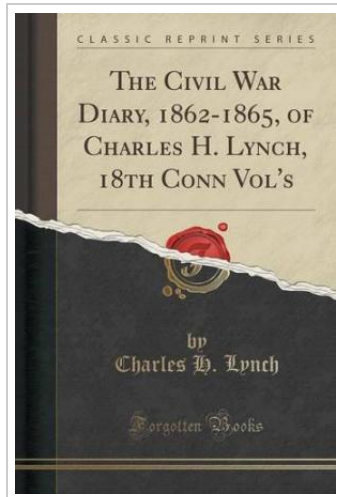 CLASSIC REPRINT SERIES
THE CIVIL WAR
DIARY, 1862-1865, OF
CHARLES H. LYNCH,
18TH CONN VOL'S
by
Charles H. Lynch
Forgotten Books